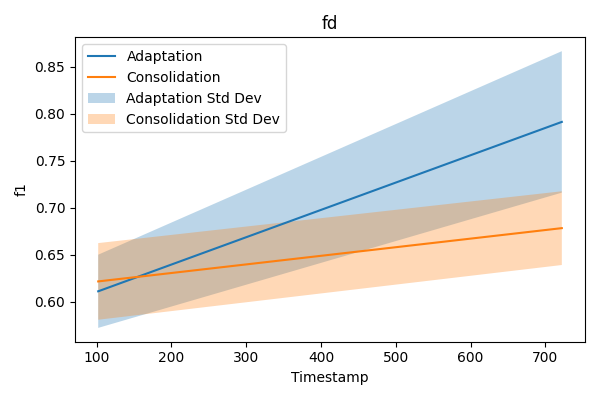 fd
Adaptation
Consolidation
Adaptation Std Dev
Consolidation Std Dev
f1
0.85
0.80
0.75
0.70
0.65
0.60
100 200 300 400 500 600 700
Timestamp